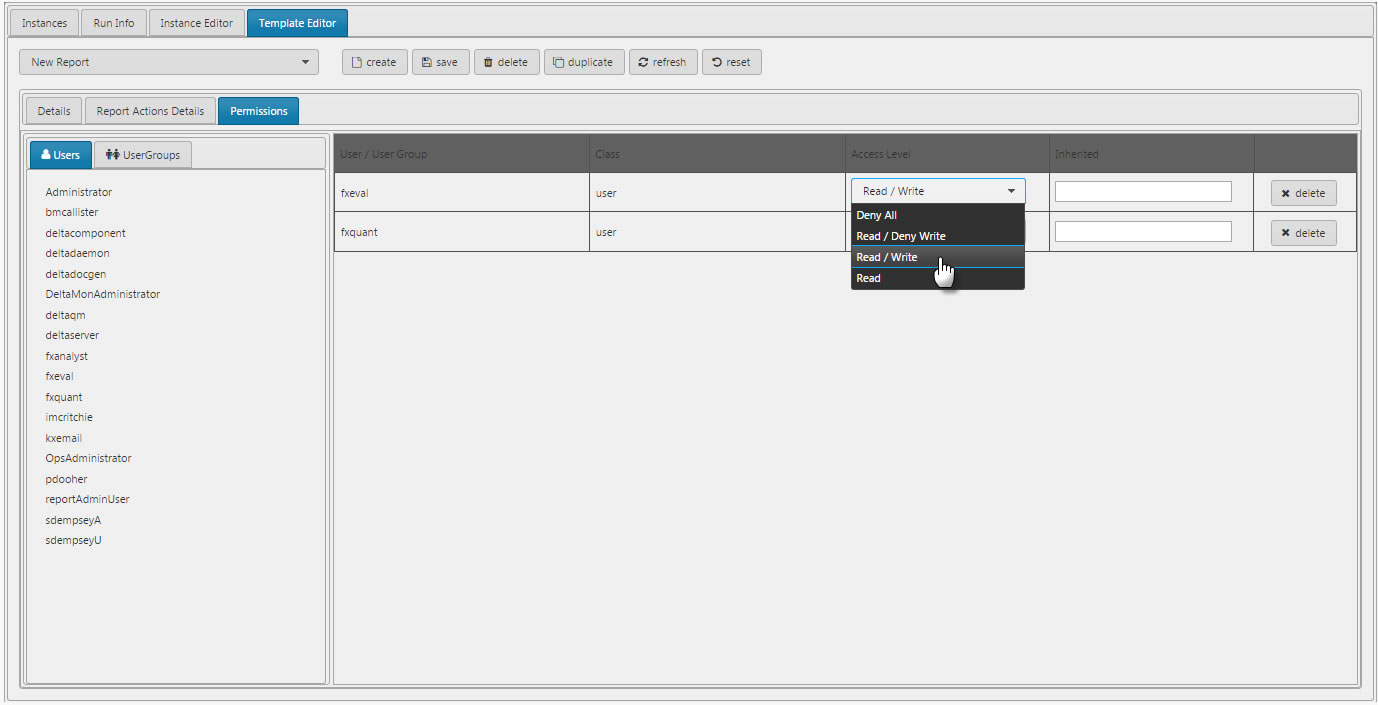 Instances Run Info Instance Editor Template Editor
New Report create save delete duplicate refresh reset
Details Report Actions Details Permissions
Users UserGroups
Administrator
bmcallister
deltacomponent
deltadaemon
deltadocgen
DeltaMonAdministrator
deltaqm
deltaserver
fxanalyst
fxeval
fxquant
imcritchie
kxemail
OpsAdministrator
pdooher
reportAdminUser
sdempseyA
sdempseyU
User / User Group Class Access Level Inherited
fxeval user Read / Write delete
fxquant user delete
Deny All
Read / Deny Write
Read / Write
Read